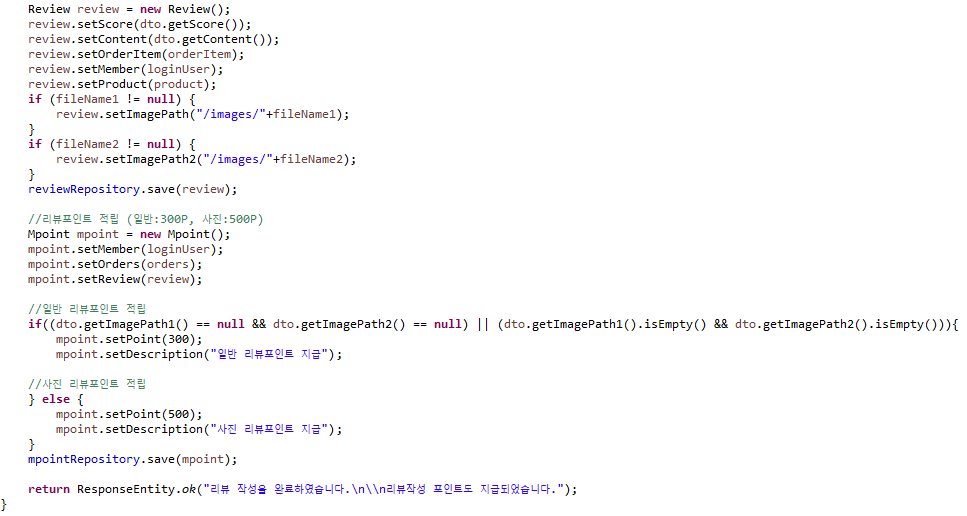 Review review = new Review();
review.setScore(dto.getScore());
review.setContent(dto.getContent());
review.setOrderItem(orderItem);
review.setMember(loginUser);
review.setProduct(product);
if (fileName1 != null) {
review.setImagePath("/images/"+fileName1);
}
if (fileName2 != null) {
review.setImagePath2("/images/"+fileName2);
}
reviewRepository.save(review);
//리뷰포인트 적립 (일반:300P, 사진:500P)
Mpoint mpoint = new Mpoint();
mpoint.setMember(loginUser);
mpoint.setOrders(orders);
mpoint.setReview(review);
//일반 리뷰포인트 적립
if((dto.getImagePath1() == null && dto.getImagePath2() == null) || (dto.getImagePath1().isEmpty() && dto.getImagePath2().isEmpty())){
mpoint.setPoint(300);
mpoint.setDescription("일반 리뷰포인트 지급");
//사진 리뷰포인트 적립
} else {
mpoint.setPoint(500);
mpoint.setDescription("사진 리뷰포인트 지급");
}
mpointRepository.save(mpoint);
return ResponseEntity.ok("리뷰 작성을 완료하였습니다.\n\\n리뷰작성 포인트도 지급되었습니다.");
}